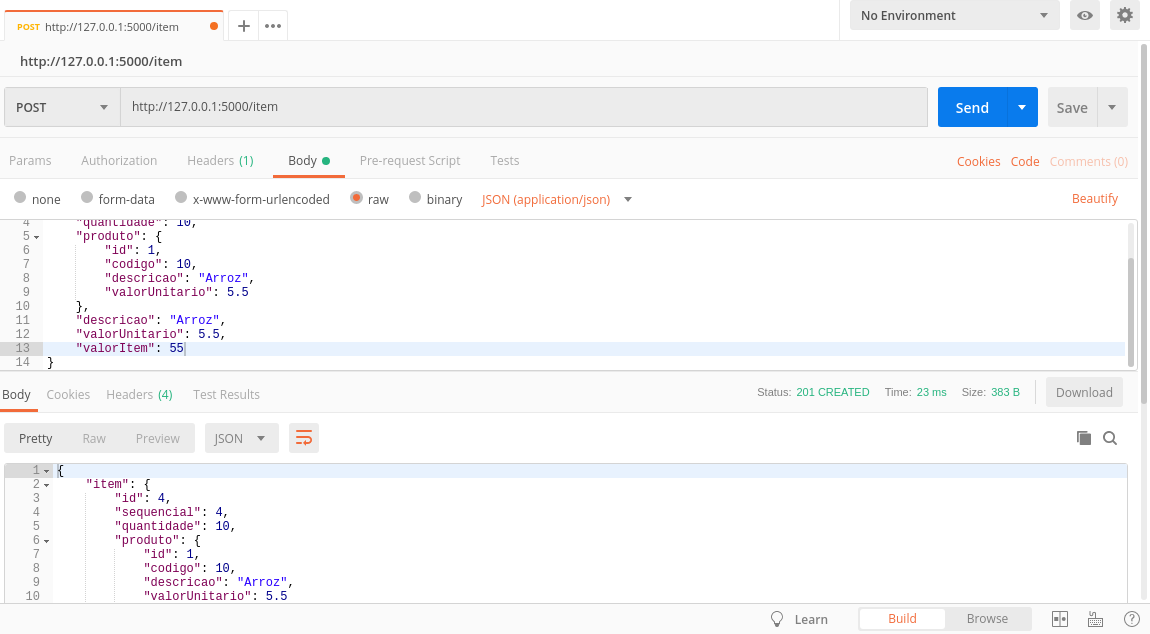 POST http://127.0.0.1:5000/item
No Environment
http://127.0.0.1:5000/item
POST http://127.0.0.1:5000/item Send Save
Params Authorization Headers (1) Body Pre-request Script Tests Cookies Code Comments (0)
none form-data x-www-form-urlencoded raw binary JSON (application/json) Beautify
4 "quantidade": 10,
5 "produto": {
6 "id": 1,
7 "codigo": 10,
8 "descricao": "Arroz",
9 "valorUnitario": 5.5
10 },
11 "descricao": "Arroz",
12 "valorUnitario": 5.5,
13 "valorItem": 55
14 }
Body Cookies Headers (4) Test Results Status: 201 CREATED Time: 23 ms Size: 383 B Download
Pretty Raw Preview JSON
1 {
2 "item": {
3 "id": 4,
4 "sequencial": 4,
5 "quantidade": 10,
6 "produto": {
7 "id": 1,
8 "codigo": 10,
9 "descricao": "Arroz",
10 "valorUnitario": 5.5
Learn Build Browse